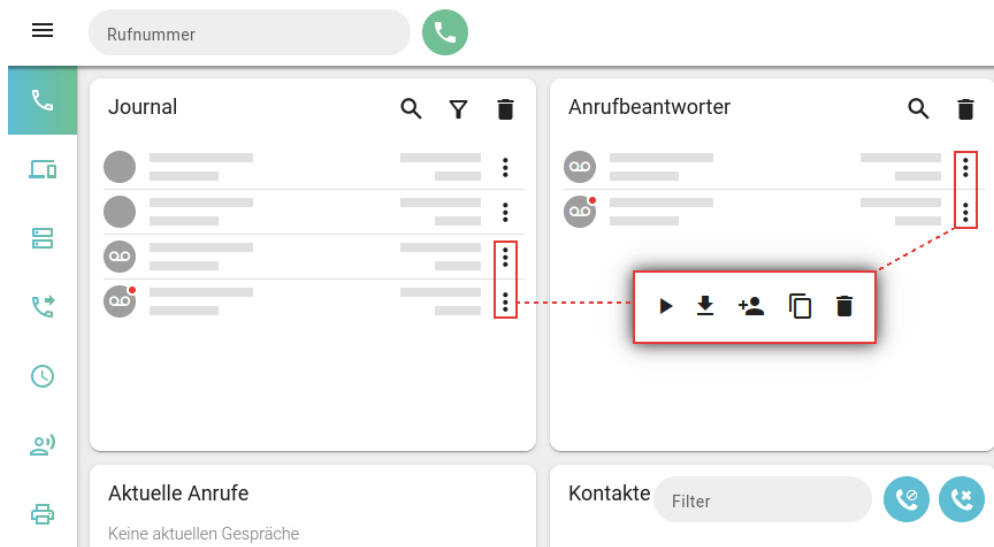 Rufnummer
Journal
Anrufbeantworter
Aktuelle Anrufe
Keine aktuellen Gespräche
Kontakte
Filter